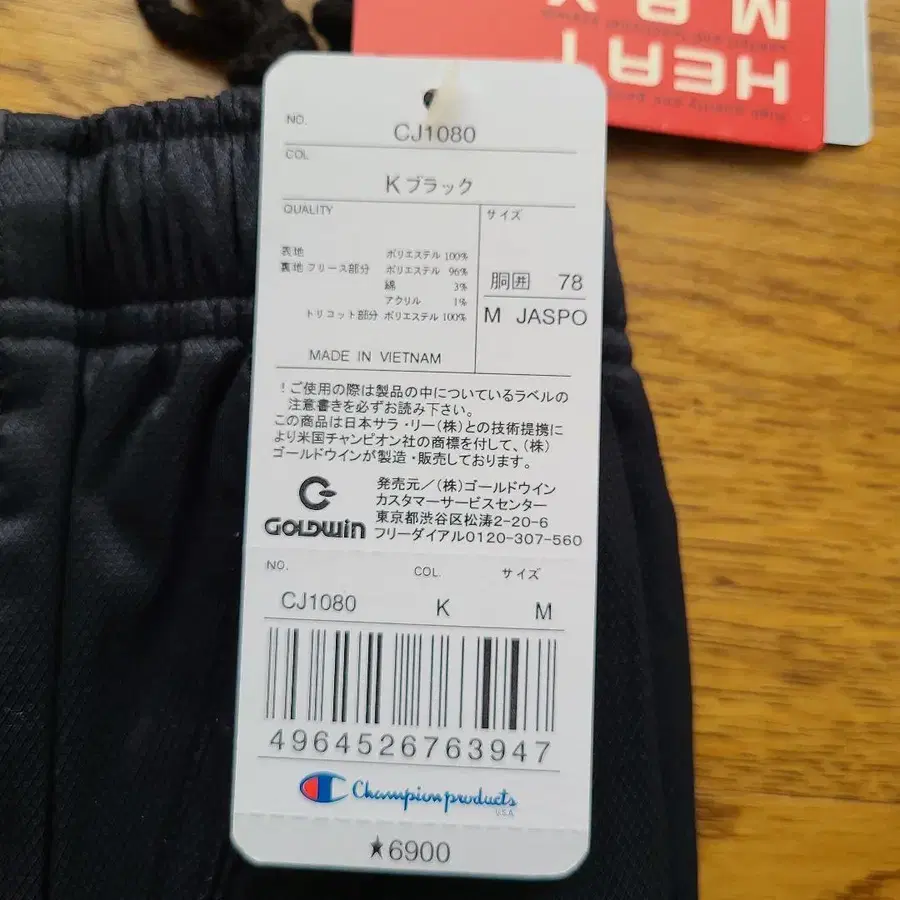 HEAT
NO. CJ1080
COL
K ブラック
QUALITY
サイズ
表地 ポリエステル 100%
裏地 フリース部分 ポリエステル 96%
綿 3%
アクリル 1%
トリコット部分 ポリエステル 100%
胴囲 78
M JASPO
MADE IN VIETNAM
！ご使用の際は製品の中についているラベルの
注意書きを必ずお読み下さい。
この商品は日本サラ・リー(株)との技術提携に
より米国チャンピオン社の商標を付して、(株)
ゴールドウインが製造・販売しております。
GOLDWIN
発売元／(株)ゴールドウイン
カスタマーサービスセンター
東京都渋谷区松涛2-20-6
フリーダイアル0120-307-560
NO. COL. サイズ
CJ1080 K M
4964526763947
Champion products
U.S.A.
★6900